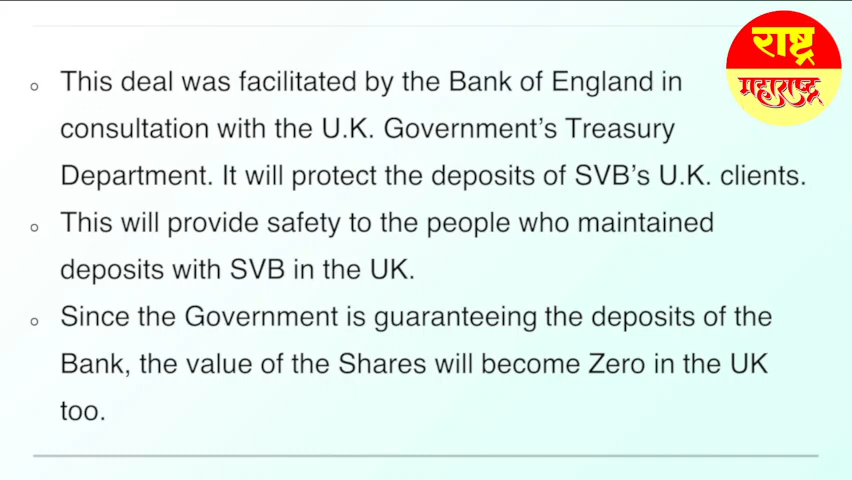 राष्ट्र
महाराष्ट्र
This deal was facilitated by the Bank of England in
consultation with the U.K. Government's Treasury
Department. It will protect the deposits of SVB's U.K. clients.
This will provide safety to the people who maintained
deposits with SVB in the UK.
Since the Government is guaranteeing the deposits of the
Bank, the value of the Shares will become Zero in the UK
too.